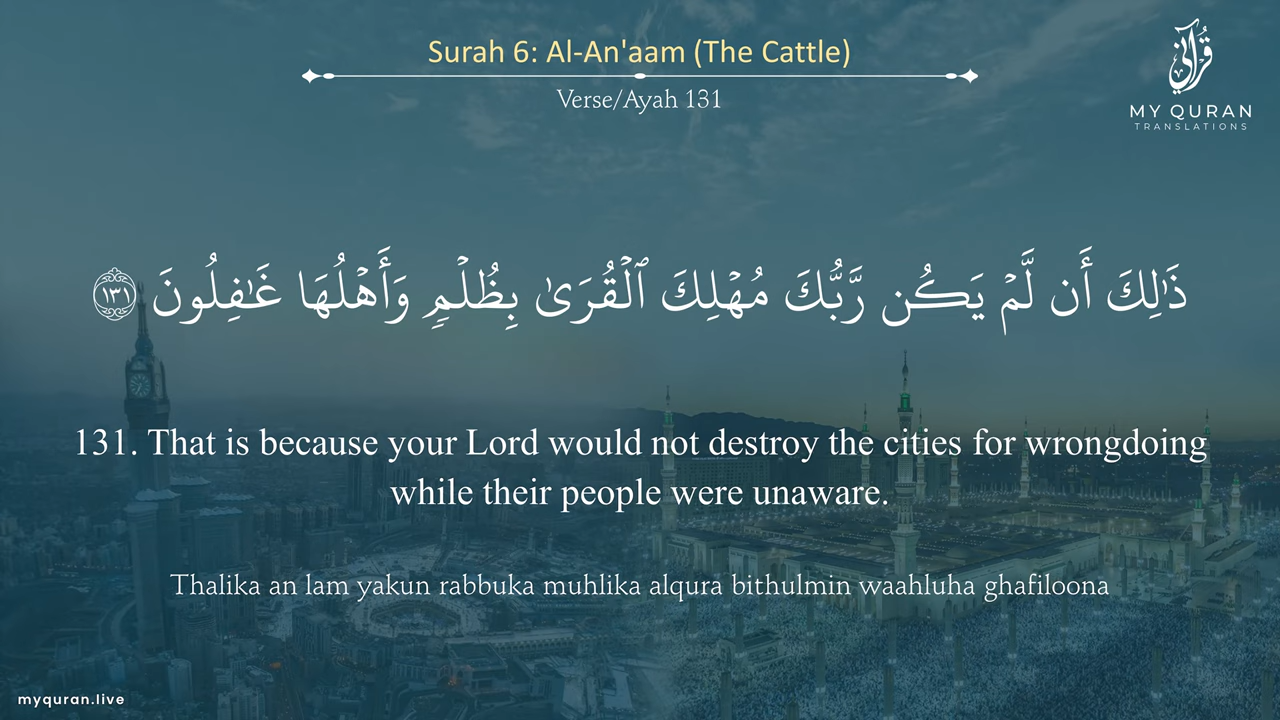 Surah 6: Al-An'aam (The Cattle)
Verse/Ayah 131
قرآني
MY QURAN
TRANSLATIONS
ذَٰلِكَ أَن لَّمْ يَكُن رَّبُّكَ مُهْلِكَ ٱلْقُرَىٰ بِظُلْمٍ وَأَهْلُهَا غَٰفِلُونَ ١٣١
131. That is because your Lord would not destroy the cities for wrongdoing
while their people were unaware.
Thalika an lam yakun rabbuka muhlika alqura bithulmin waahluha ghafiloona
myquran.live